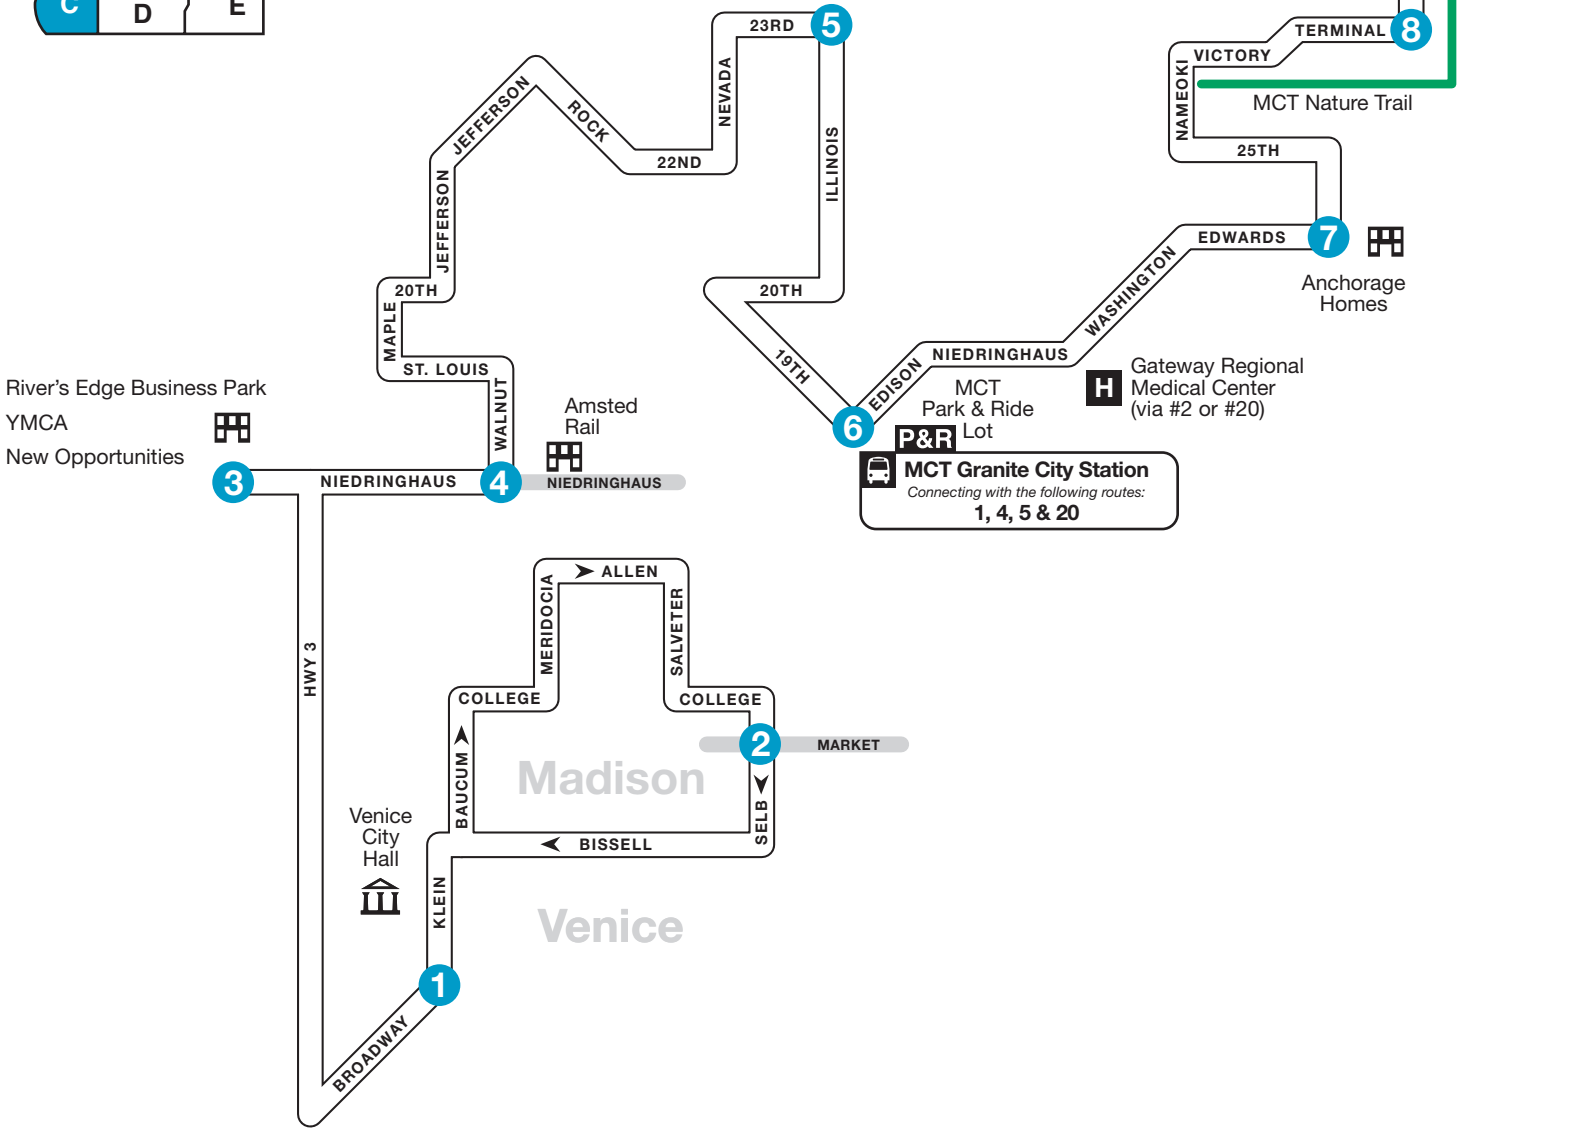 C
D
E
23RD
5
TERMINAL
8
VICTORY
NAMEOKI
MCT Nature Trail
25TH
JEFFERSON
ROCK
NEVADA
22ND
ILLINOIS
JEFFERSON
20TH
MAPLE
ST. LOUIS
WALNUT
20TH
19TH
EDISON
NIEDRINGHAUS
WASHINGTON
EDWARDS
7
Anchorage
Homes
Gateway Regional
Medical Center
(via #2 or #20)
H
MCT
Park & Ride
Lot
P&R
6
MCT Granite City Station
Connecting with the following routes:
1, 4, 5 & 20
River's Edge Business Park
YMCA
New Opportunities
Amsted
Rail
3
NIEDRINGHAUS
4
NIEDRINGHAUS
HWY 3
ALLEN
MERIDOCIA
SALVETER
COLLEGE
COLLEGE
2
MARKET
BAUCUM
Madison
SELB
BISSELL
Venice
City
Hall
KLEIN
Venice
1
BROADWAY